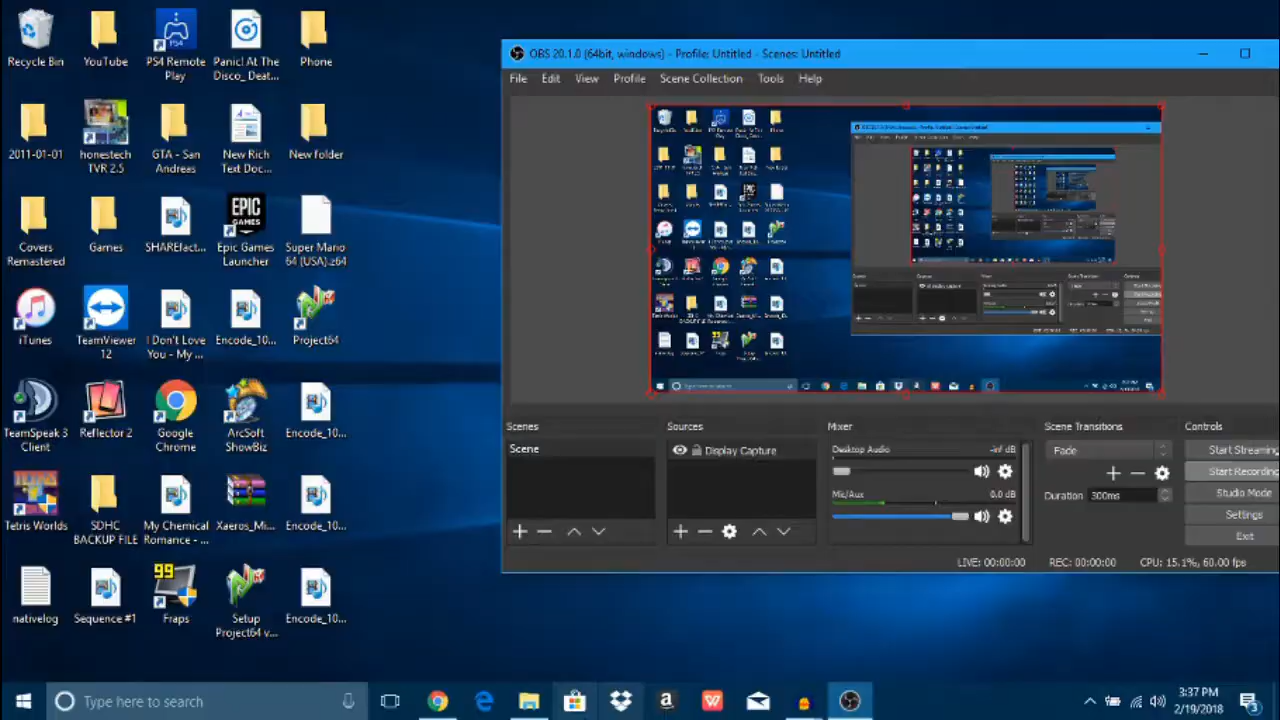 Recycle Bin
YouTube
PS4 Remote
Play
Panic! At The
Disco_Deat...
Phone
2011-01-01
honestech
TVR 2.5
GTA - San
Andreas
New Rich
Text Doc...
New folder
Covers
Remastered
Games
SHAREfact...
EPIC
GAMES
Epic Games
Launcher
Super Mario
64 (USA).z64
iTunes
TeamViewer
12
I Don't Love
You - My ...
Encode_10...
Project64
TeamSpeak 3
Client
Reflector 2
Google
Chrome
ArcSoft
ShowBiz
Encode_10...
Tetris Worlds
SDHC
BACKUP FILE
My Chemical
Romance - ...
Xaeros_Mi...
Encode_10...
nativelog
Sequence #1
99
Fraps
Setup
Project64 v...
Encode_10...
OBS 20.1.0 (64bit, windows) - Profile: Untitled - Scenes: Untitled
File Edit View Profile Scene Collection Tools Help
Scenes
Scene
Sources
Display Capture
Mixer
Desktop Audio -inf dB
Mic/Aux 0.0 dB
Scene Transitions
Fade
Duration 300ms
Controls
Start Streaming
Start Recording
Studio Mode
Settings
Exit
LIVE: 00:00:00 REC: 00:00:00 CPU: 15.1%, 60.00 fps
Type here to search
3:37 PM
2/19/2018
3